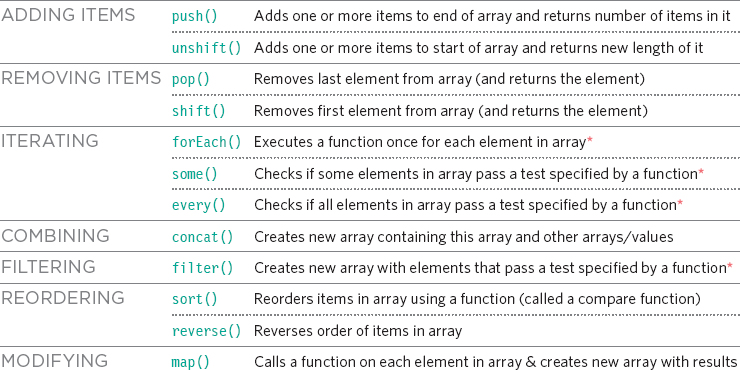 ADDING ITEMS push() Adds one or more items to end of array and returns number of items in it
unshift() Adds one or more items to start of array and returns new length of it
REMOVING ITEMS pop() Removes last element from array (and returns the element)
shift() Removes first element from array (and returns the element)
ITERATING forEach() Executes a function once for each element in array*
some() Checks if some elements in array pass a test specified by a function*
every() Checks if all elements in array pass a test specified by a function*
COMBINING concat() Creates new array containing this array and other arrays/values
FILTERING filter() Creates new array with elements that pass a test specified by a function*
REORDERING sort() Reorders items in array using a function (called a compare function)
reverse() Reverses order of items in array
MODIFYING map() Calls a function on each element in array & creates new array with results